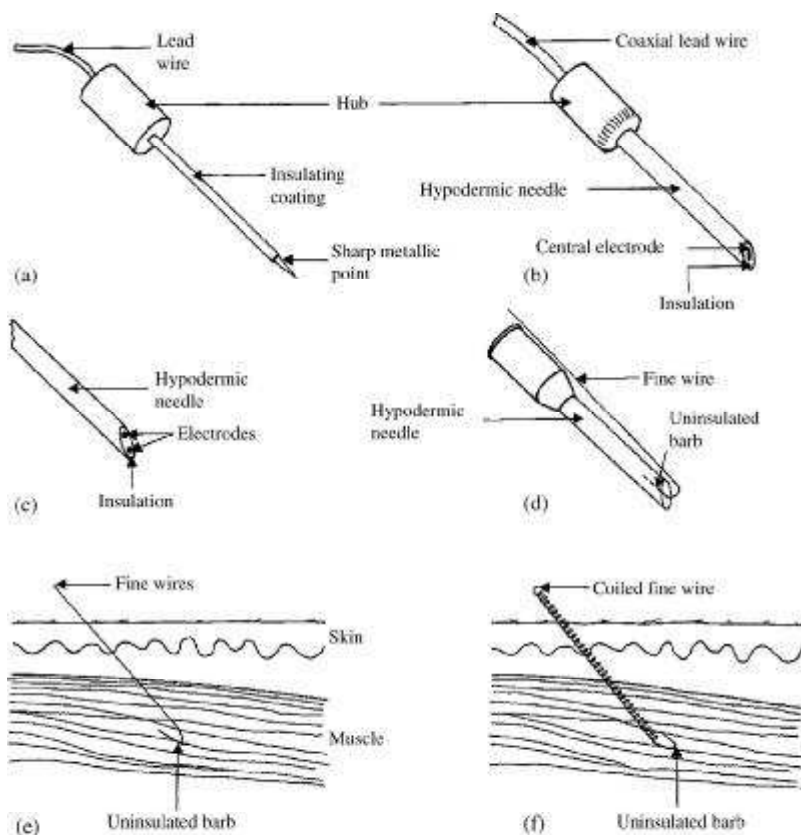 Lead
wire
Coaxial lead wire
Hub
Insulating
coating
Hypodermic needle
Sharp metallic
point
Central electrode
Insulation
(a)
(b)
Hypodermic
needle
Electrodes
Insulation
(c)
Fine wire
Hypodermic
needle
Uninsulated
barb
(d)
Fine wires
Skin
Muscle
Uninsulated barb
(e)
Coiled fine wire
Uninsulated barb
(f)